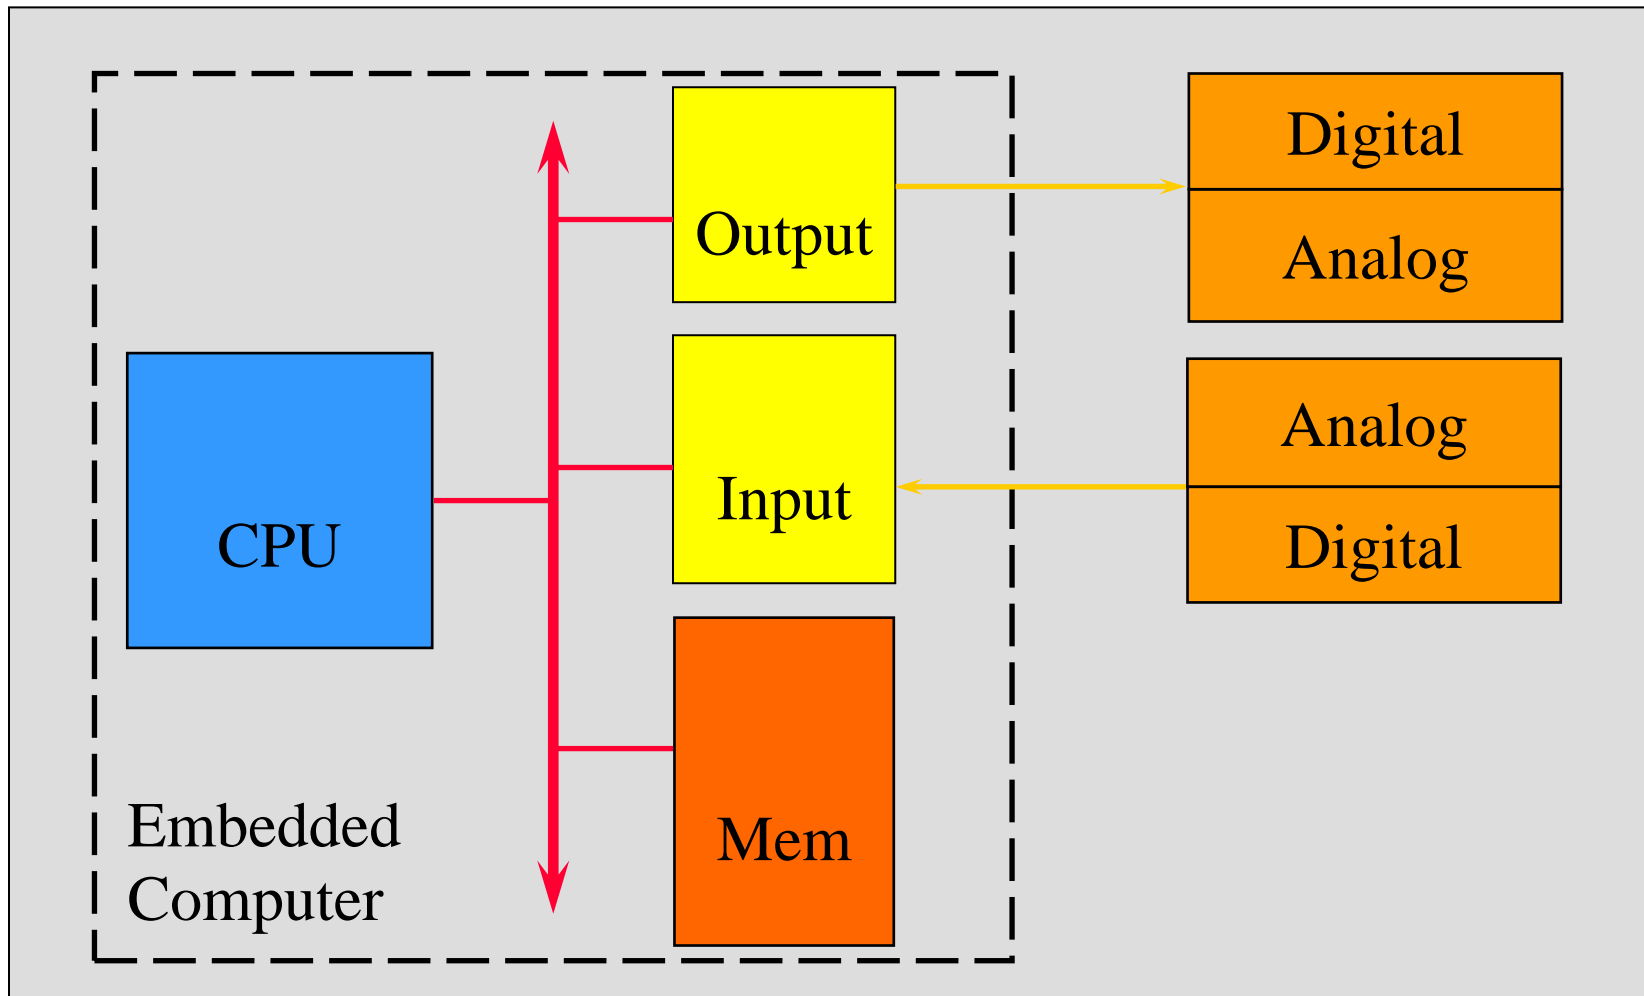 Digital
Output
Analog
Analog
Input
CPU
Digital
Mem
Embedded
Computer